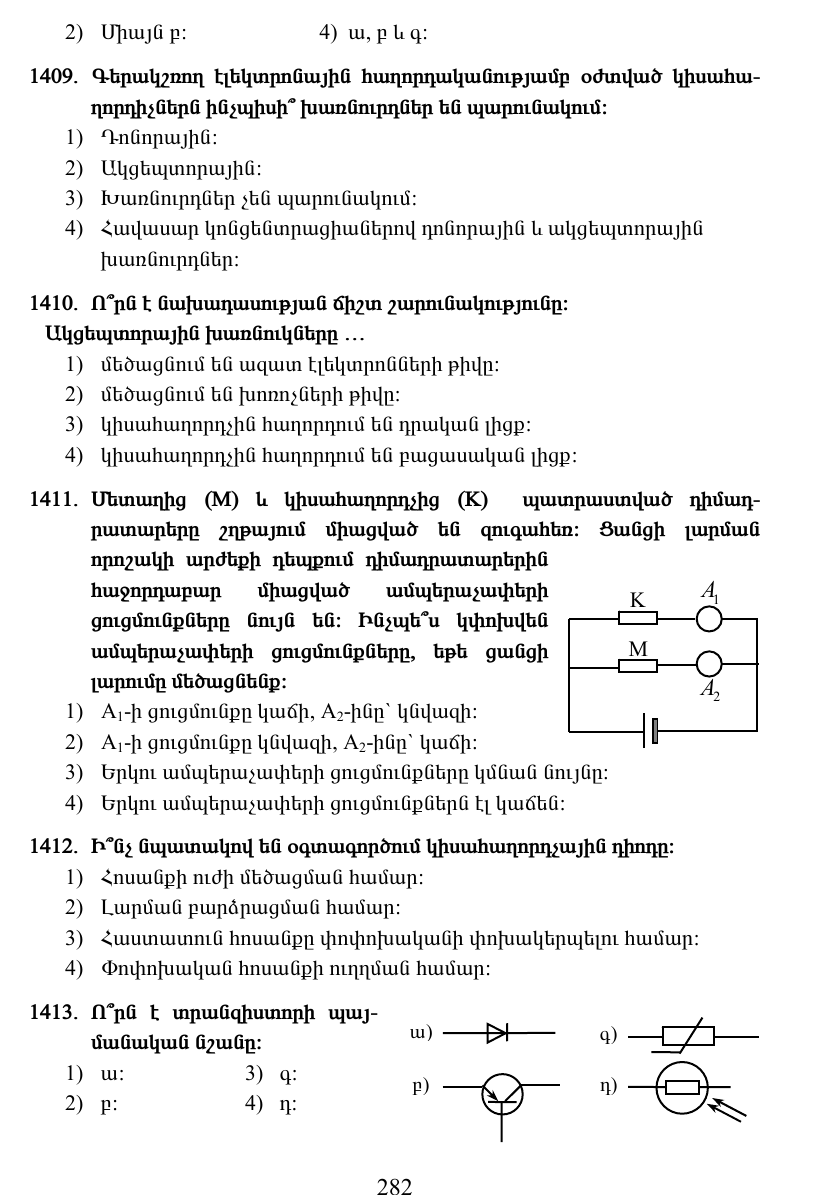 2) Միայն բ: 4) ա, բ և գ:
1409. Գերակշռող էլեկտրոնային հաղորդականությամբ օժտված կիսահա-
ղորդիչներն ինչպիսի՞ խառնուրդներ են պարունակում:
1) Դոնորային:
2) Ակցեպտորային:
3) Խառնուրդներ չեն պարունակում:
4) Հավասար կոնցենտրացիաներով դոնորային և ակցեպտորային
խառնուրդներ:
1410. Ո՞րն է նախադասության ճիշտ շարունակությունը:
Ակցեպտորային խառնուկները …
1) մեծացնում են ազատ էլեկտրոնների թիվը:
2) մեծացնում են խոռոչների թիվը:
3) կիսահաղորդչին հաղորդում են դրական լիցք:
4) կիսահաղորդչին հաղորդում են բացասական լիցք:
1411. Մետաղից (M) և կիսահաղորդչից (K) պատրաստված դիմադ-
րատարերը շղթայում միացված են զուգահեռ: Ցանցի լարման
որոշակի արժեքի դեպքում դիմադրատարերին
հաջորդաբար միացված ամպերաչափերի
ցուցմունքները նույն են: Ինչպե՞ս կփոխվեն
ամպերաչափերի ցուցմունքները, եթե ցանցի
լարումը մեծացնենք:
K A1
M
A2
1) A1-ի ցուցմունքը կաճի, A2-ինը՝ կնվազի:
2) A1-ի ցուցմունքը կնվազի, A2-ինը՝ կաճի:
3) Երկու ամպերաչափերի ցուցմունքները կմնան նույնը:
4) Երկու ամպերաչափերի ցուցմունքներն էլ կաճեն:
1412. Ի՞նչ նպատակով են օգտագործում կիսահաղորդչային դիոդը:
1) Հոսանքի ուժի մեծացման համար:
2) Լարման բարձրացման համար:
3) Հաստատուն հոսանքը փոփոխականի փոխակերպելու համար:
4) Փոփոխական հոսանքի ուղղման համար:
1413. Ո՞րն է տրանզիստորի պայ-
մանական նշանը:
1) ա: 3) գ:
2) բ: 4) դ:
ա) գ)
բ) դ)
282